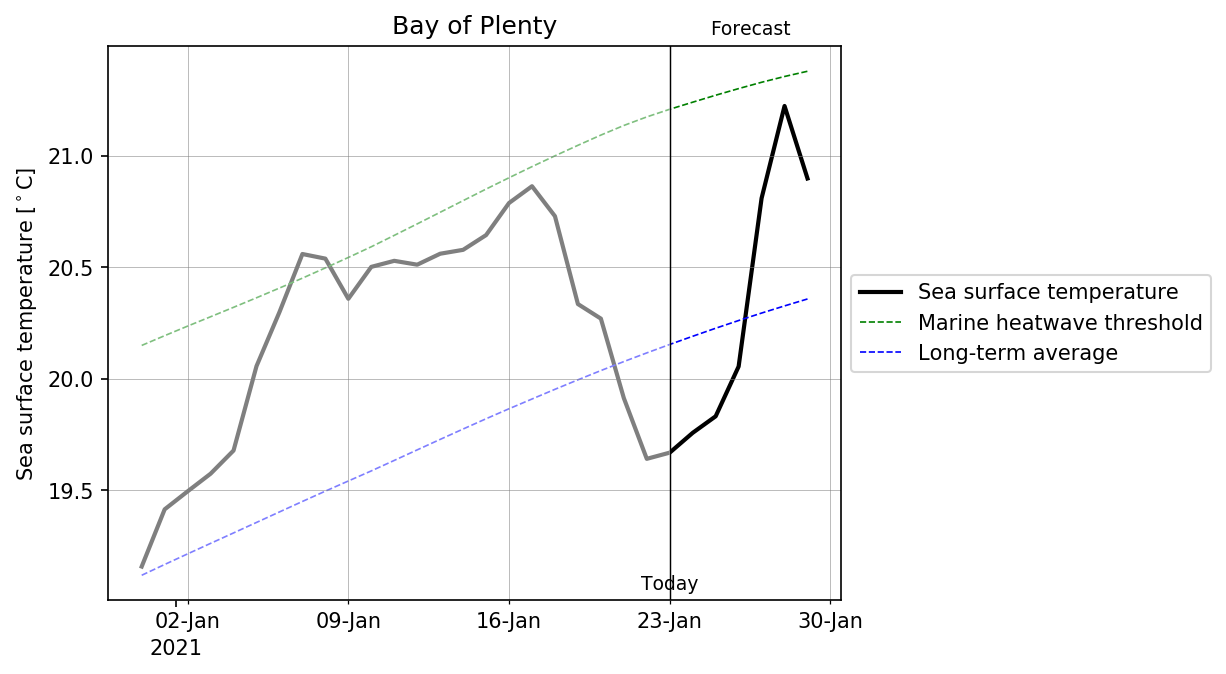 Bay of Plenty
Forecast
Sea surface temperature [°C]
21.0
20.5
20.0
19.5
Today
02-Jan
09-Jan
16-Jan
23-Jan
30-Jan
2021
Sea surface temperature
Marine heatwave threshold
Long-term average